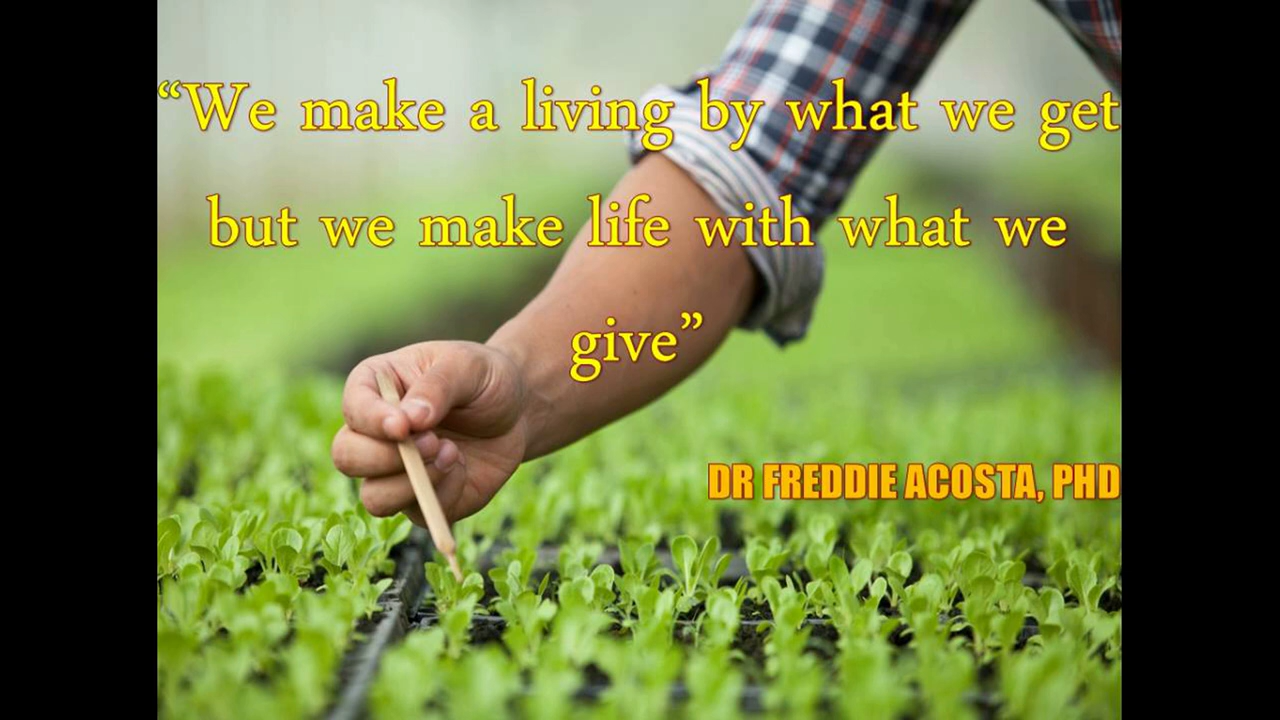 “We make a living by what we get
but we make life with what we
give”
DR FREDDIE ACOSTA, PHD